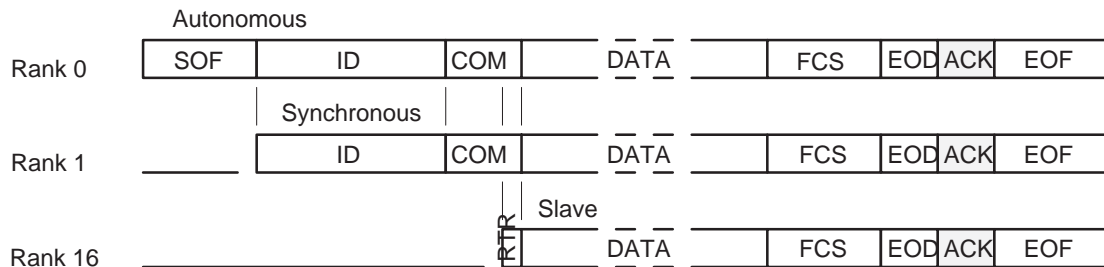 Autonomous
Rank 0 SOF ID COM DATA FCS EOD ACK EOF
Synchronous
Rank 1 ID COM DATA FCS EOD ACK EOF
Slave
Rank 16 RTR DATA FCS EOD ACK EOF